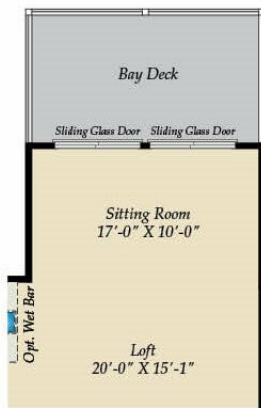 Bay Deck
Sliding Glass Door Sliding Glass Door
Sitting Room
17'-0" X 10'-0"
Opt. Wet Bar
Loft
20'-0" X 15'-1"